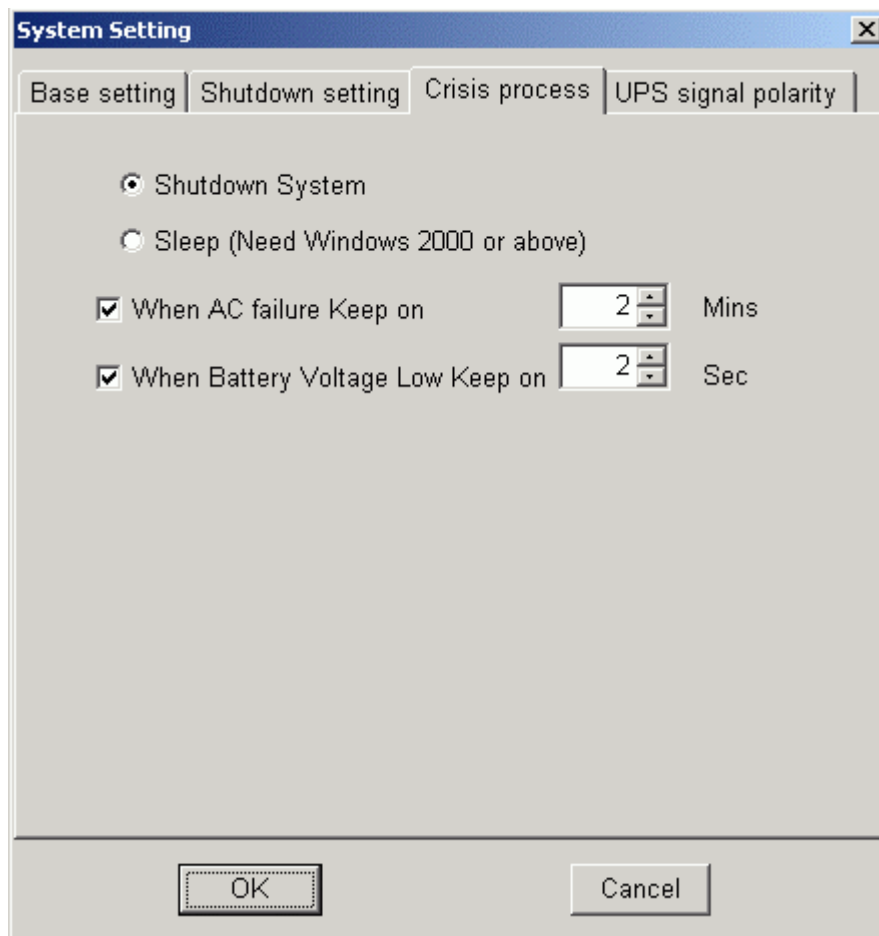 System Setting
Base setting Shutdown setting Crisis process UPS signal polarity
Shutdown System
Sleep (Need Windows 2000 or above)
When AC failure Keep on 2 Mins
When Battery Voltage Low Keep on 2 Sec
OK Cancel